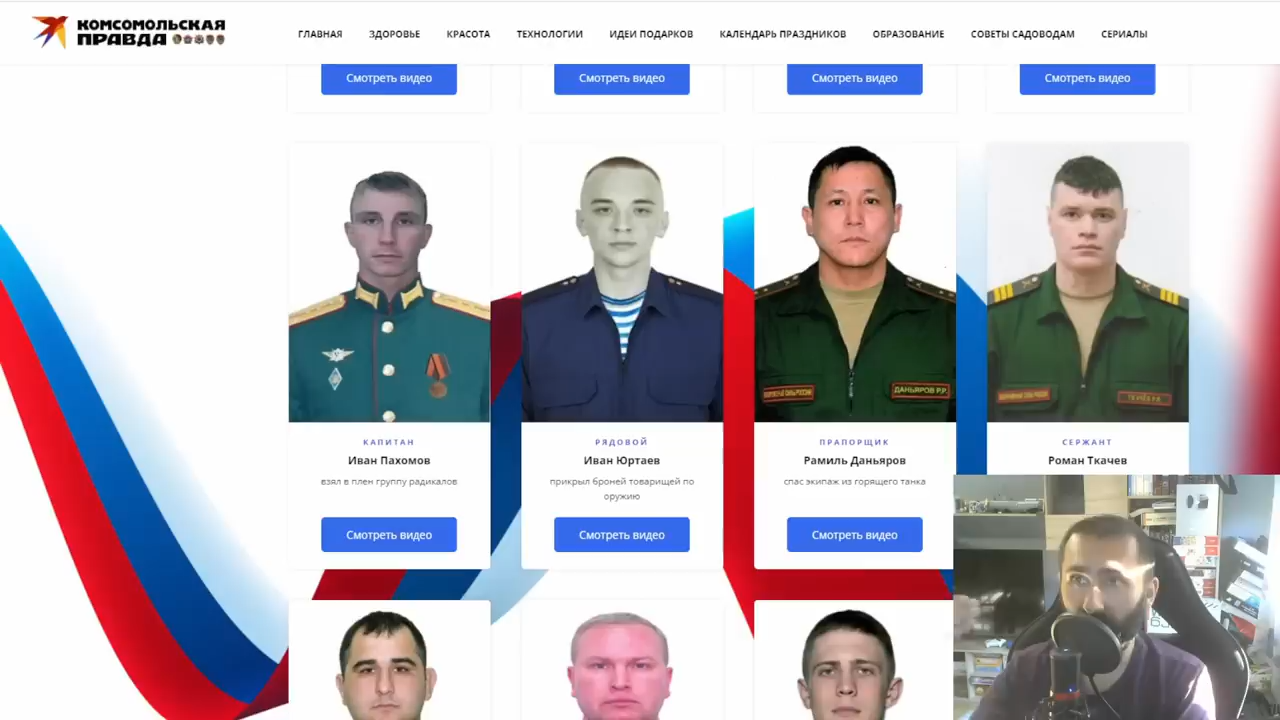 КОМСОМОЛЬСКАЯ
ПРАВДА
ГЛАВНАЯ
ЗДОРОВЬЕ
КРАСОТА
ТЕХНОЛОГИИ
ИДЕИ ПОДАРКОВ
КАЛЕНДАРЬ ПРАЗДНИКОВ
ОБРАЗОВАНИЕ
СОВЕТЫ САДОВОДАМ
СЕРИАЛЫ
Смотреть видео
Смотреть видео
Смотреть видео
Смотреть видео
ДАНЬЯРОВ Р.Р.
КАПИТАН
Иван Пахомов
взял в плен группу радикалов
Смотреть видео
РЯДОВОЙ
Иван Юртаев
прикрыл броней товарищей по
оружию
Смотреть видео
ПРАПОРЩИК
Рамиль Даньяров
спас экипаж из горящего танка
Смотреть видео
СЕРЖАНТ
Роман Ткачев